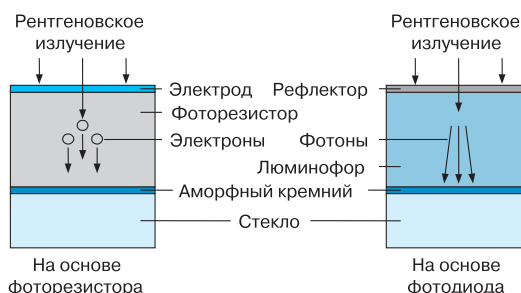 Рентгеновское
излучение
Рентгеновское
излучение
Электрод
Рефлектор
Фоторезистор
Электроны
Фотоны
Люминофор
Аморфный кремний
Стекло
На основе
фоторезистора
На основе
фотодиода